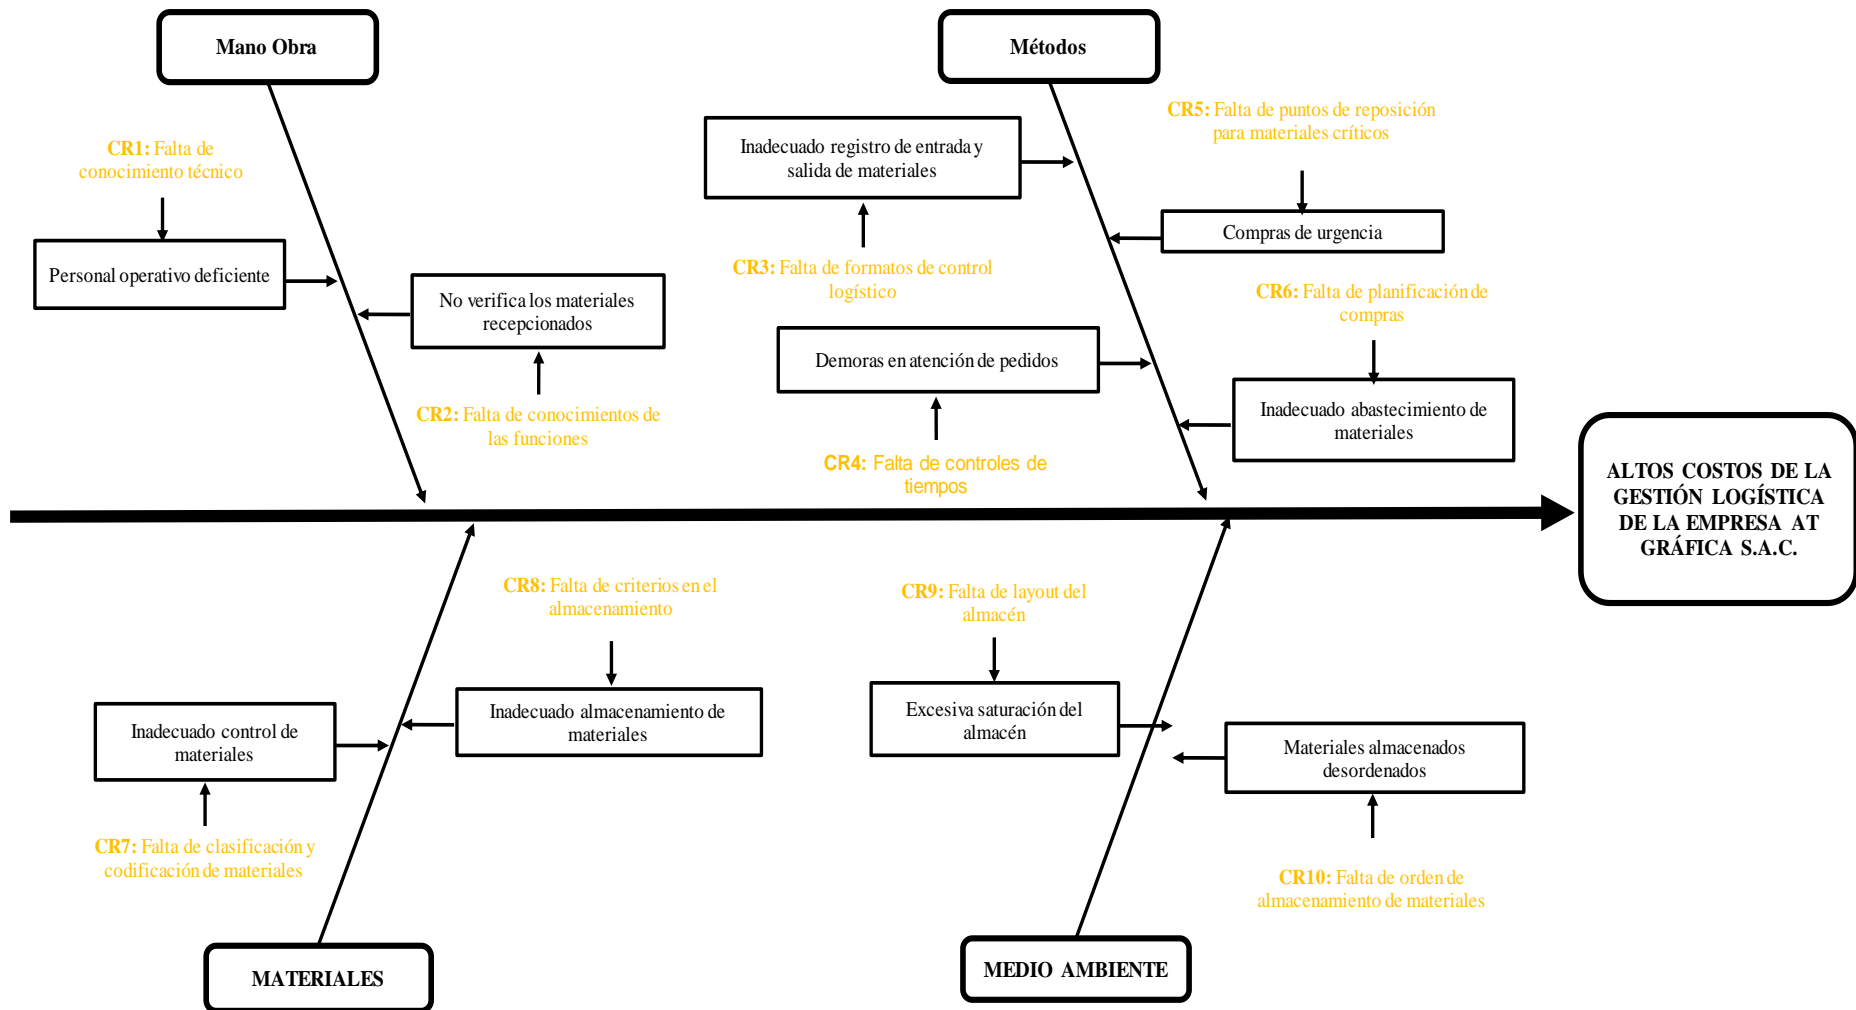 Mano Obra
Métodos
CR1: Falta de
conocimiento técnico
Personal operativo deficiente
No verifica los materiales
recepcionados
CR2: Falta de conocimientos de
las funciones
Inadecuado registro de entrada y
salida de materiales
CR3: Falta de formatos de control
logístico
CR5: Falta de puntos de reposición
para materiales críticos
Compras de urgencia
Demoras en atención de pedidos
CR4: Falta de controles de
tiempos
CR6: Falta de planificación de
compras
Inadecuado abastecimiento de
materiales
ALTOS COSTOS DE LA
GESTIÓN LOGÍSTICA
DE LA EMPRESA AT
GRÁFICA S.A.C.
CR8: Falta de criterios en el
almacenamiento
Inadecuado almacenamiento de
materiales
Inadecuado control de
materiales
CR7: Falta de clasificación y
codificación de materiales
CR9: Falta de layout del
almacén
Excesiva saturación del
almacén
Materiales almacenados
desordenados
CR10: Falta de orden de
almacenamiento de materiales
MATERIALES
MEDIO AMBIENTE